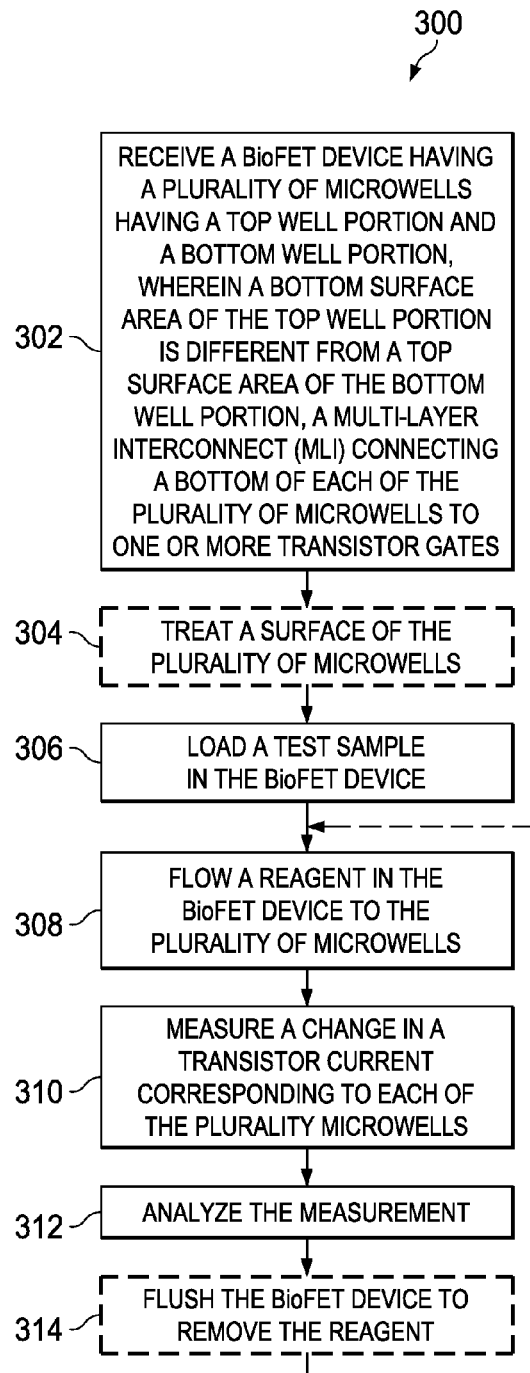 300
302
RECEIVE A BioFET DEVICE HAVING
A PLURALITY OF MICROWELLS
HAVING A TOP WELL PORTION AND
A BOTTOM WELL PORTION,
WHEREIN A BOTTOM SURFACE
AREA OF THE TOP WELL PORTION
IS DIFFERENT FROM A TOP
SURFACE AREA OF THE BOTTOM
WELL PORTION, A MULTI-LAYER
INTERCONNECT (MLI) CONNECTING
A BOTTOM OF EACH OF THE
PLURALITY OF MICROWELLS TO
ONE OR MORE TRANSISTOR GATES
304
TREAT A SURFACE OF THE
PLURALITY OF MICROWELLS
306
LOAD A TEST SAMPLE
IN THE BioFET DEVICE
308
FLOW A REAGENT IN THE
BioFET DEVICE TO THE
PLURALITY OF MICROWELLS
310
MEASURE A CHANGE IN A
TRANSISTOR CURRENT
CORRESPONDING TO EACH OF
THE PLURALITY MICROWELLS
312
ANALYZE THE MEASUREMENT
314
FLUSH THE BioFET DEVICE TO
REMOVE THE REAGENT